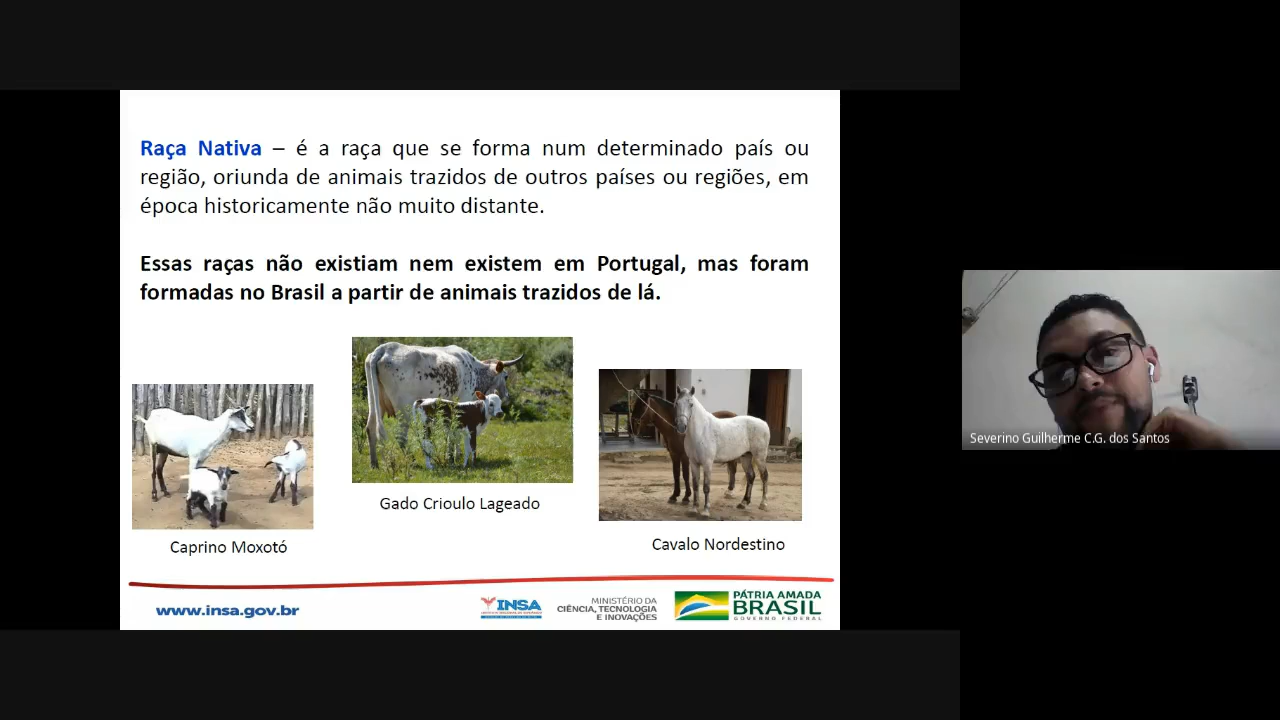 Raça Nativa – é a raça que se forma num determinado país ou
região, oriunda de animais trazidos de outros países ou regiões, em
época historicamente não muito distante.
Essas raças não existiam nem existem em Portugal, mas foram
formadas no Brasil a partir de animais trazidos de lá.
Gado Crioulo Lageado
Caprino Moxotó
Cavalo Nordestino
www.insa.gov.br
INSA
MINISTÉRIO DA
CIÊNCIA, TECNOLOGIA
E INOVAÇÕES
PÁTRIA AMADA
BRASIL
GOVERNO FEDERAL
Severino Guilherme C.G. dos Santos